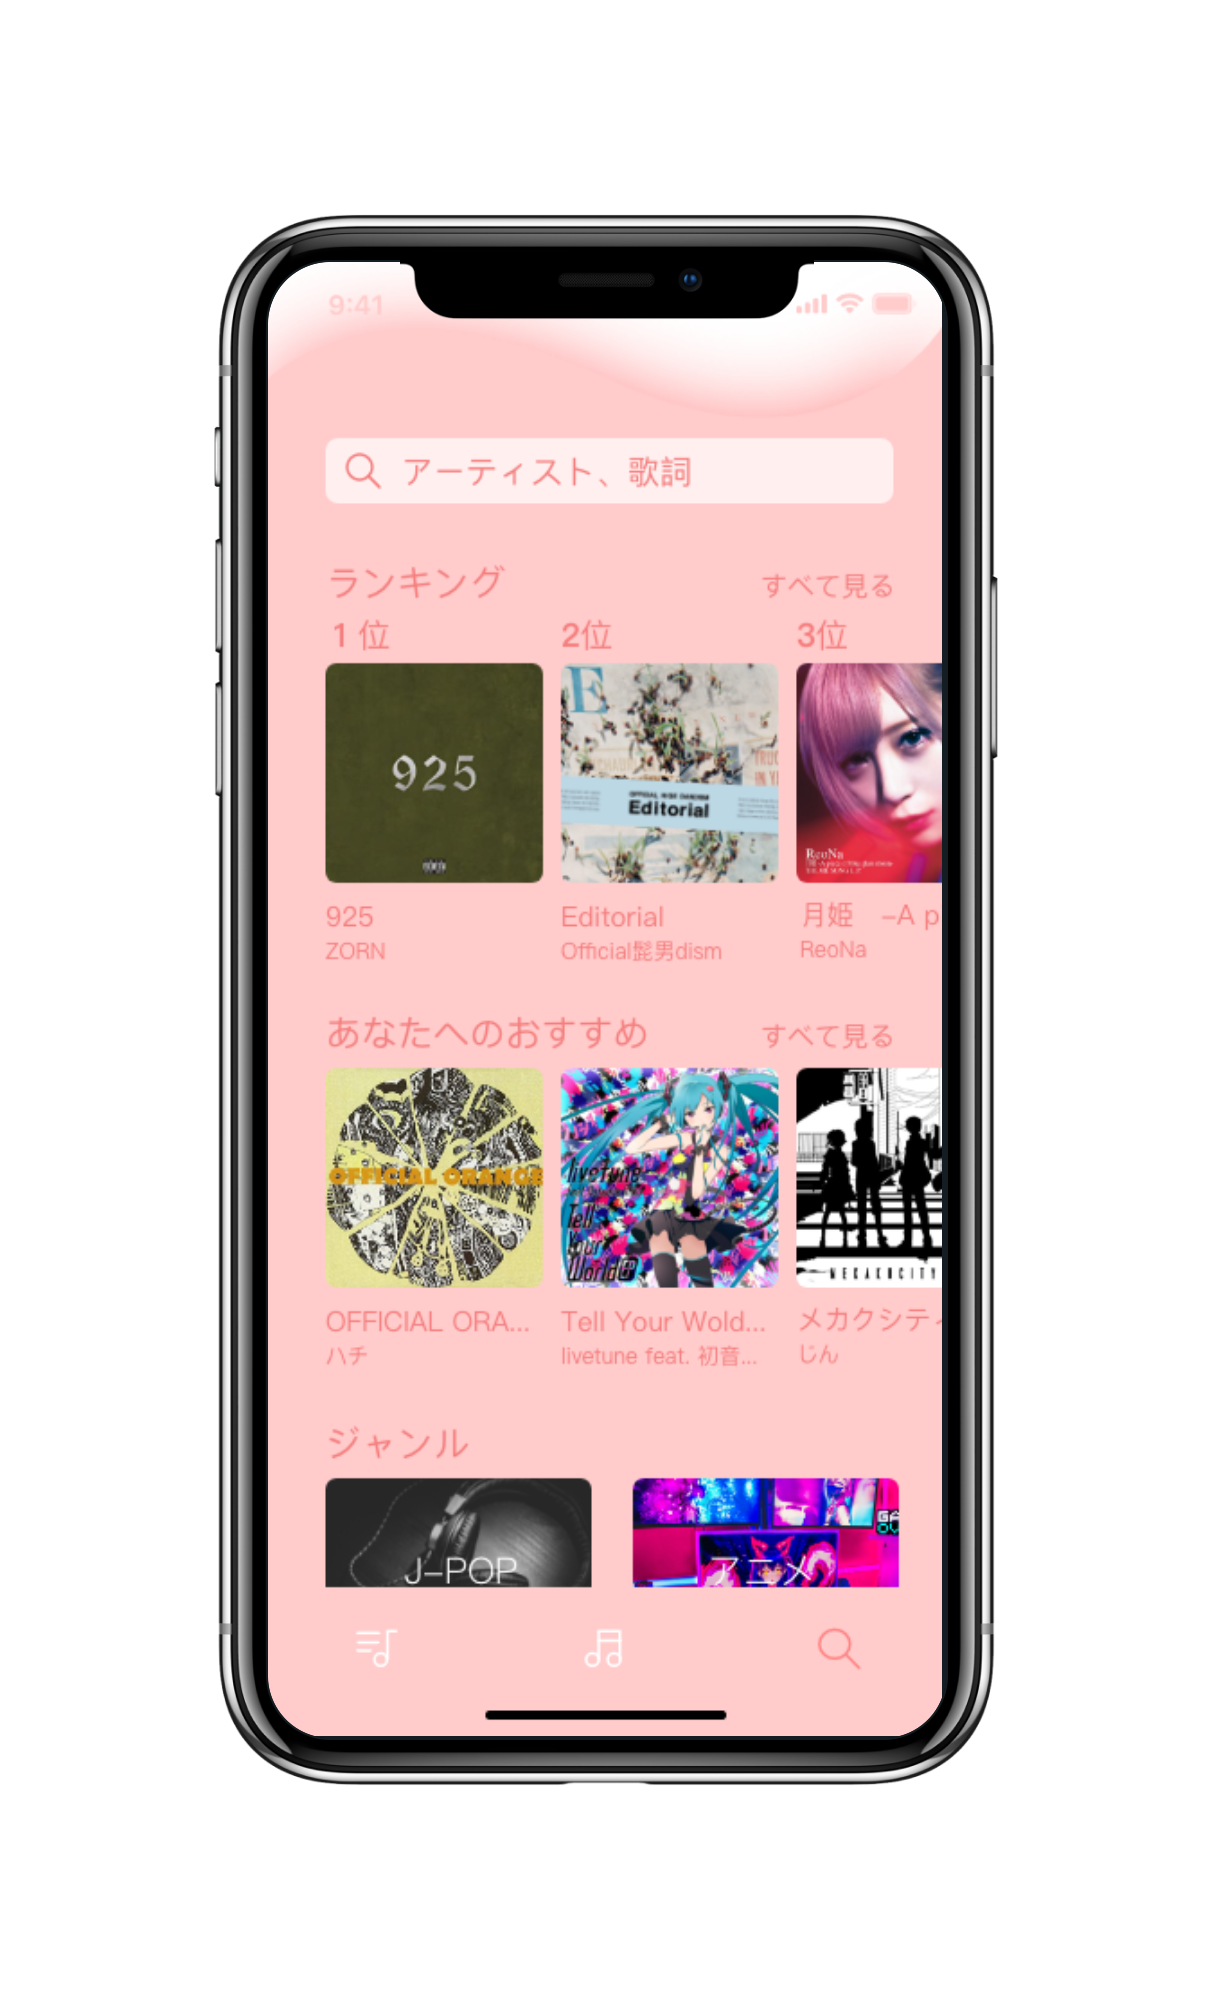 9:41
アーティスト、歌詞
ランキング すべて見る
1 位 2位 3位
E
925
OFFICIAL HIGE DANDISM
Editorial
ReoNa
925 Editorial 月姫 -A p
ZORN Official髭男dism ReoNa
あなたへのおすすめ すべて見る
OFFICIAL ORANGE
livetune
Tell
Your
World EP
MEKAKUCITY
OFFICIAL ORA... Tell Your Wold... メカクシティ
ハチ livetune feat. 初音... じん
ジャンル
J-POP アニメ